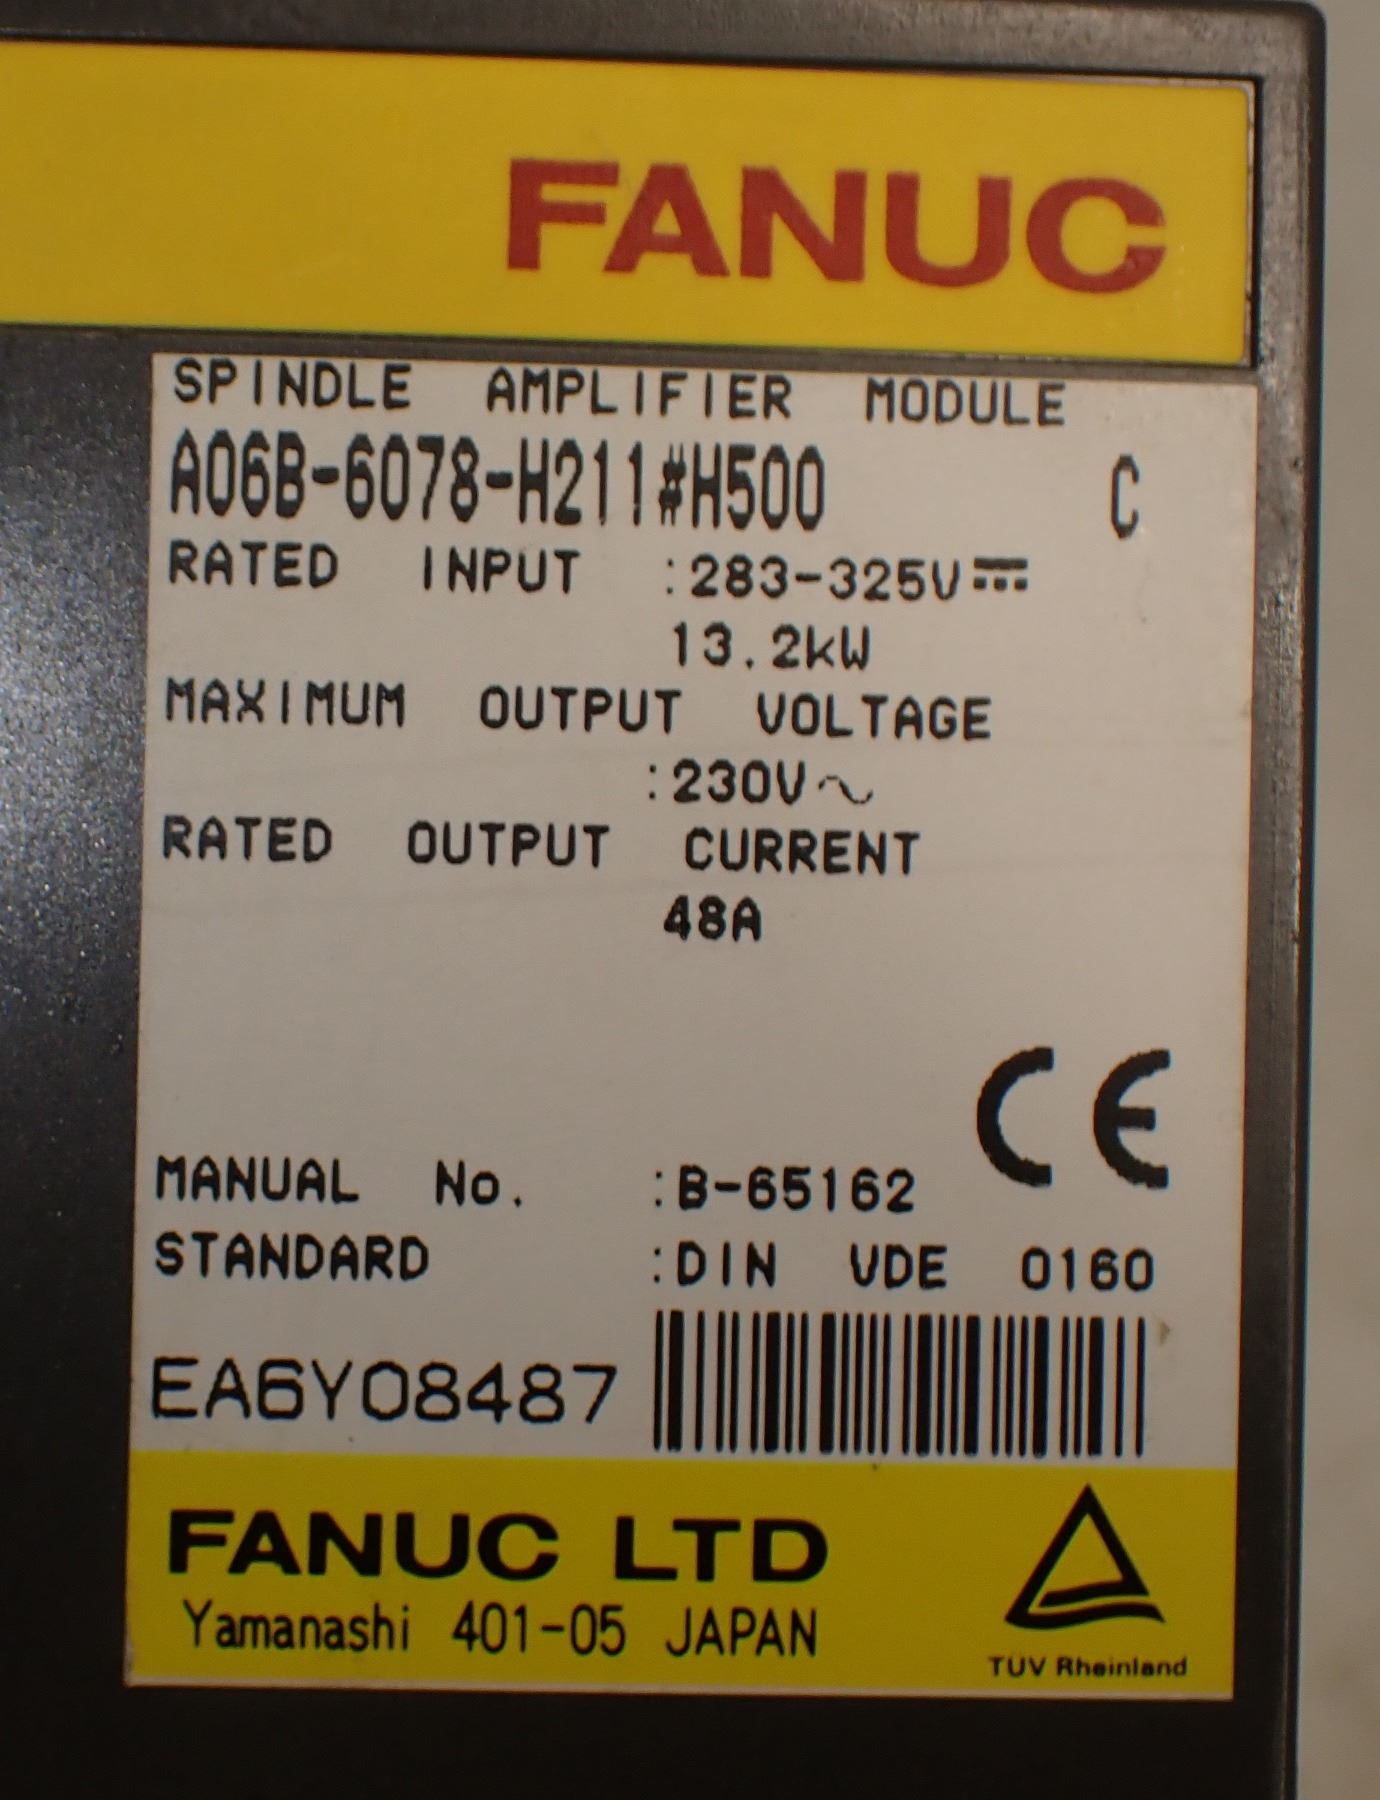 FANUC
SPINDLE AMPLIFIER MODULE
A06B-6078-H211#H500 C
RATED INPUT :283-325V⎓
13.2kW
MAXIMUM OUTPUT VOLTAGE
:230V~
RATED OUTPUT CURRENT
48A
CE
MANUAL No. :B-65162
STANDARD :DIN VDE 0160
EA6Y08487
FANUC LTD
Yamanashi 401-05 JAPAN
TÜV Rheinland